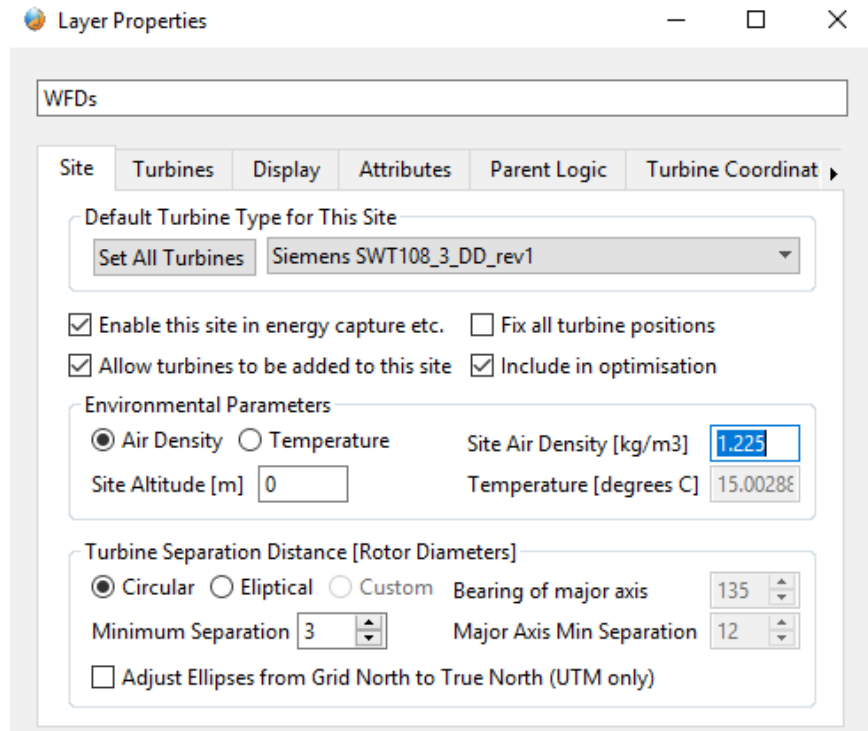 Layer Properties
WFDs
Site Turbines Display Attributes Parent Logic Turbine Coordinat
Default Turbine Type for This Site
Set All Turbines Siemens SWT108_3_DD_rev1
Enable this site in energy capture etc. Fix all turbine positions
Allow turbines to be added to this site Include in optimisation
Environmental Parameters
Air Density Temperature Site Air Density [kg/m3] 1.225
Site Altitude [m] 0 Temperature [degrees C] 15.00288
Turbine Separation Distance [Rotor Diameters]
Circular Eliptical Custom Bearing of major axis 135
Minimum Separation 3 Major Axis Min Separation 12
Adjust Ellipses from Grid North to True North (UTM only)